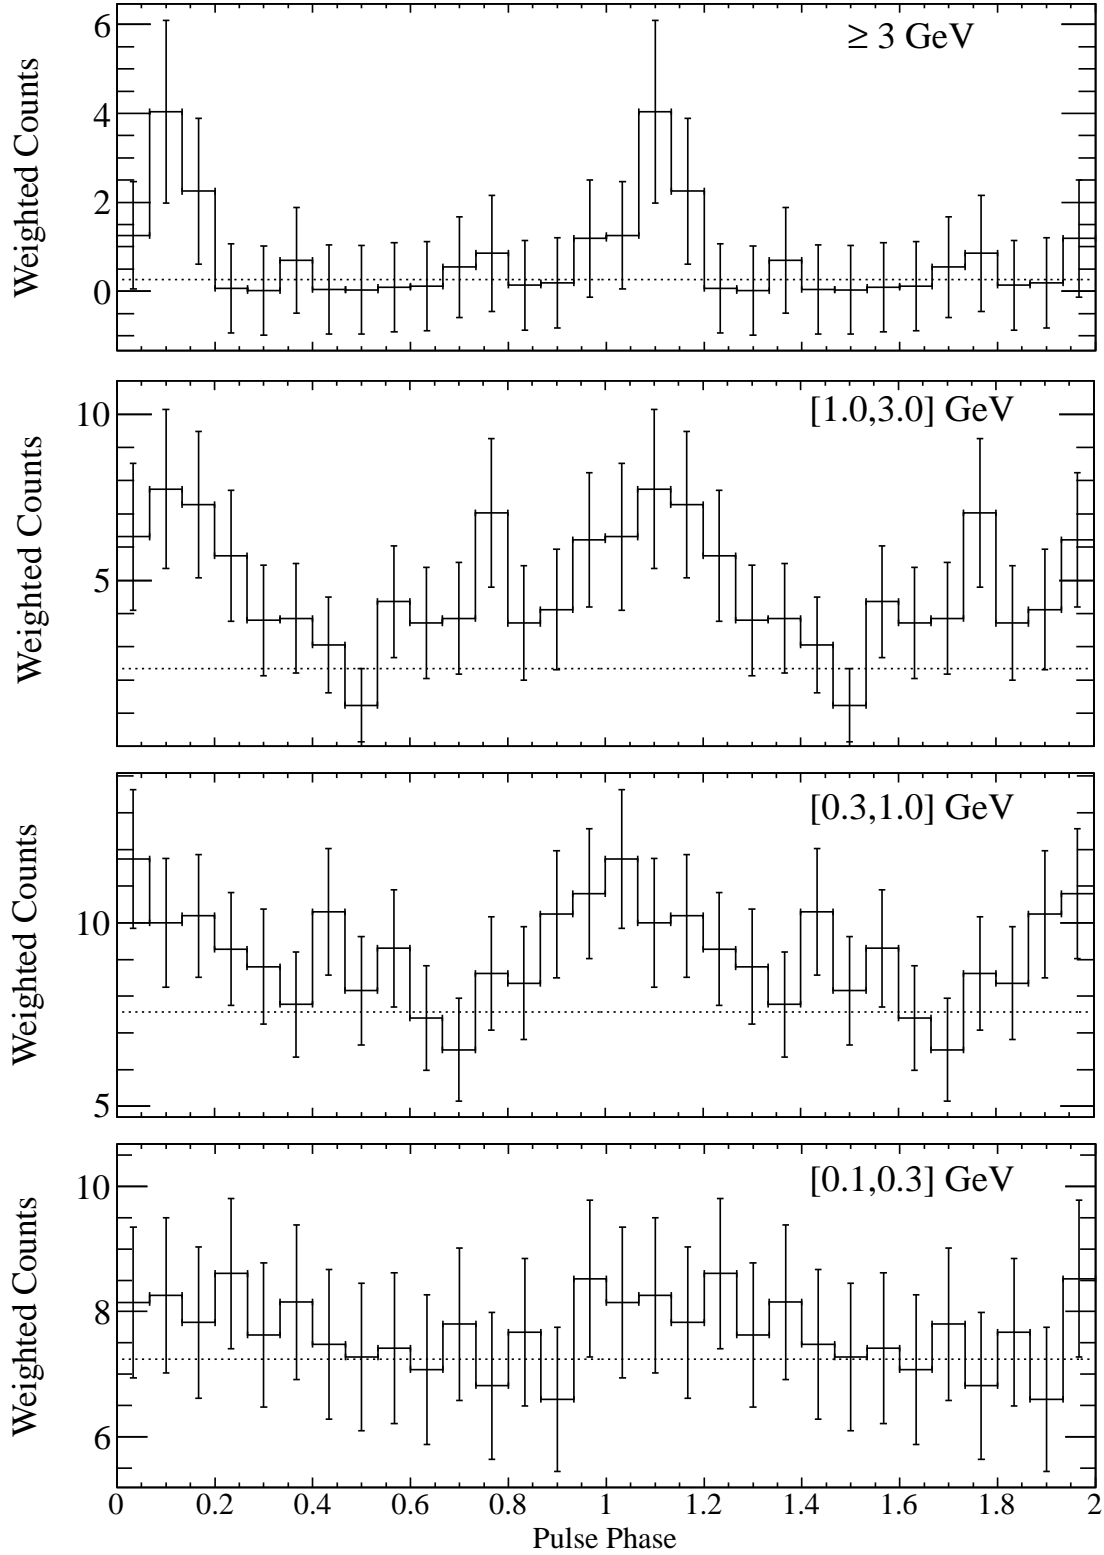 ≥ 3 GeV
6
4
2
0
Weighted Counts
[1.0,3.0] GeV
10
5
Weighted Counts
[0.3,1.0] GeV
10
5
Weighted Counts
[0.1,0.3] GeV
10
8
6
Weighted Counts
0 0.2 0.4 0.6 0.8 1 1.2 1.4 1.6 1.8 2
Pulse Phase